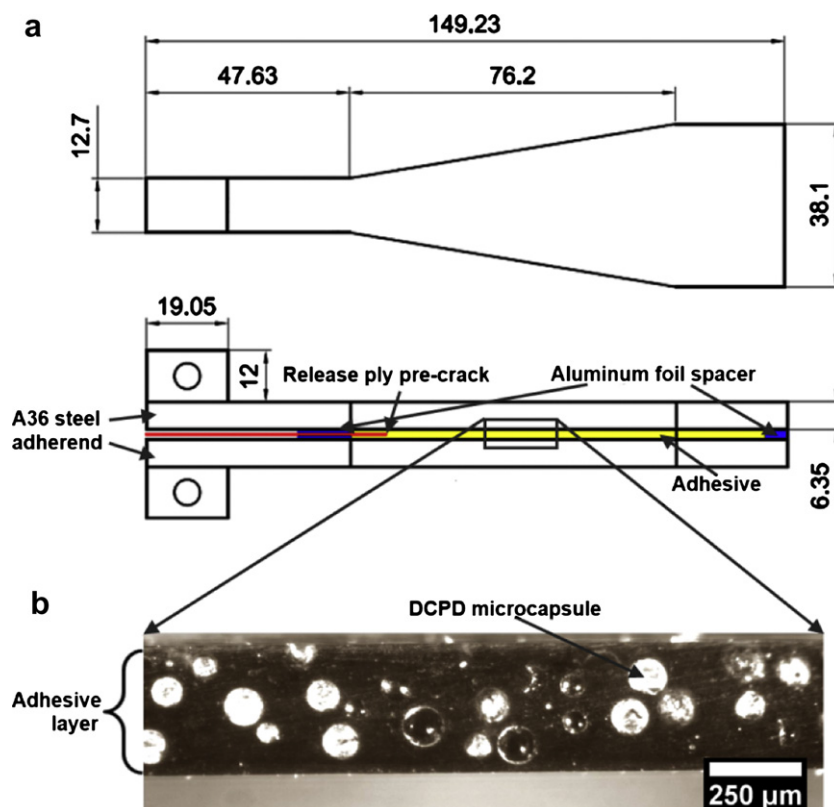 a
149.23
47.63
76.2
12.7
38.1
19.05
12
Release ply pre-crack
Aluminum foil spacer
A36 steel
adherend
Adhesive
6.35
b
DCPD microcapsule
Adhesive
layer
250 µm